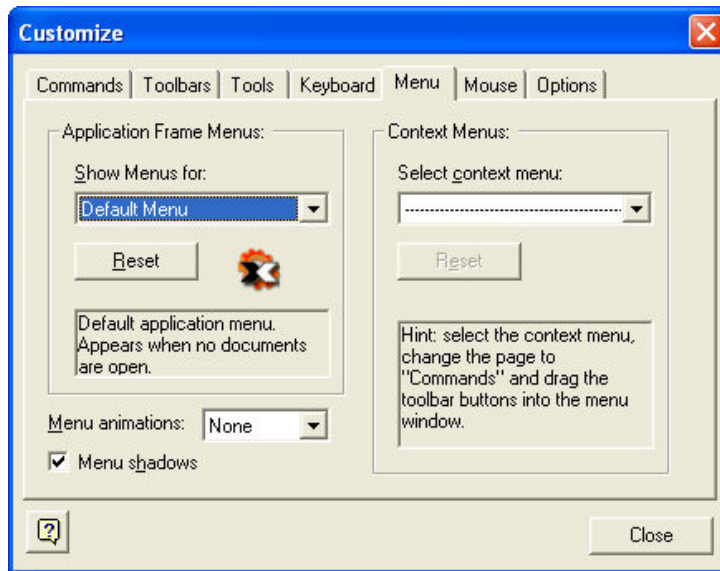 Customize
Commands Toolbars Tools Keyboard Menu Mouse Options
Application Frame Menus:
Show Menus for:
Default Menu
Reset
Default application menu.
Appears when no documents
are open.
Menu animations: None
Menu shadows
Context Menus:
Select context menu:
------------------------------------
Reset
Hint: select the context menu,
change the page to
"Commands" and drag the
toolbar buttons into the menu
window.
?
Close